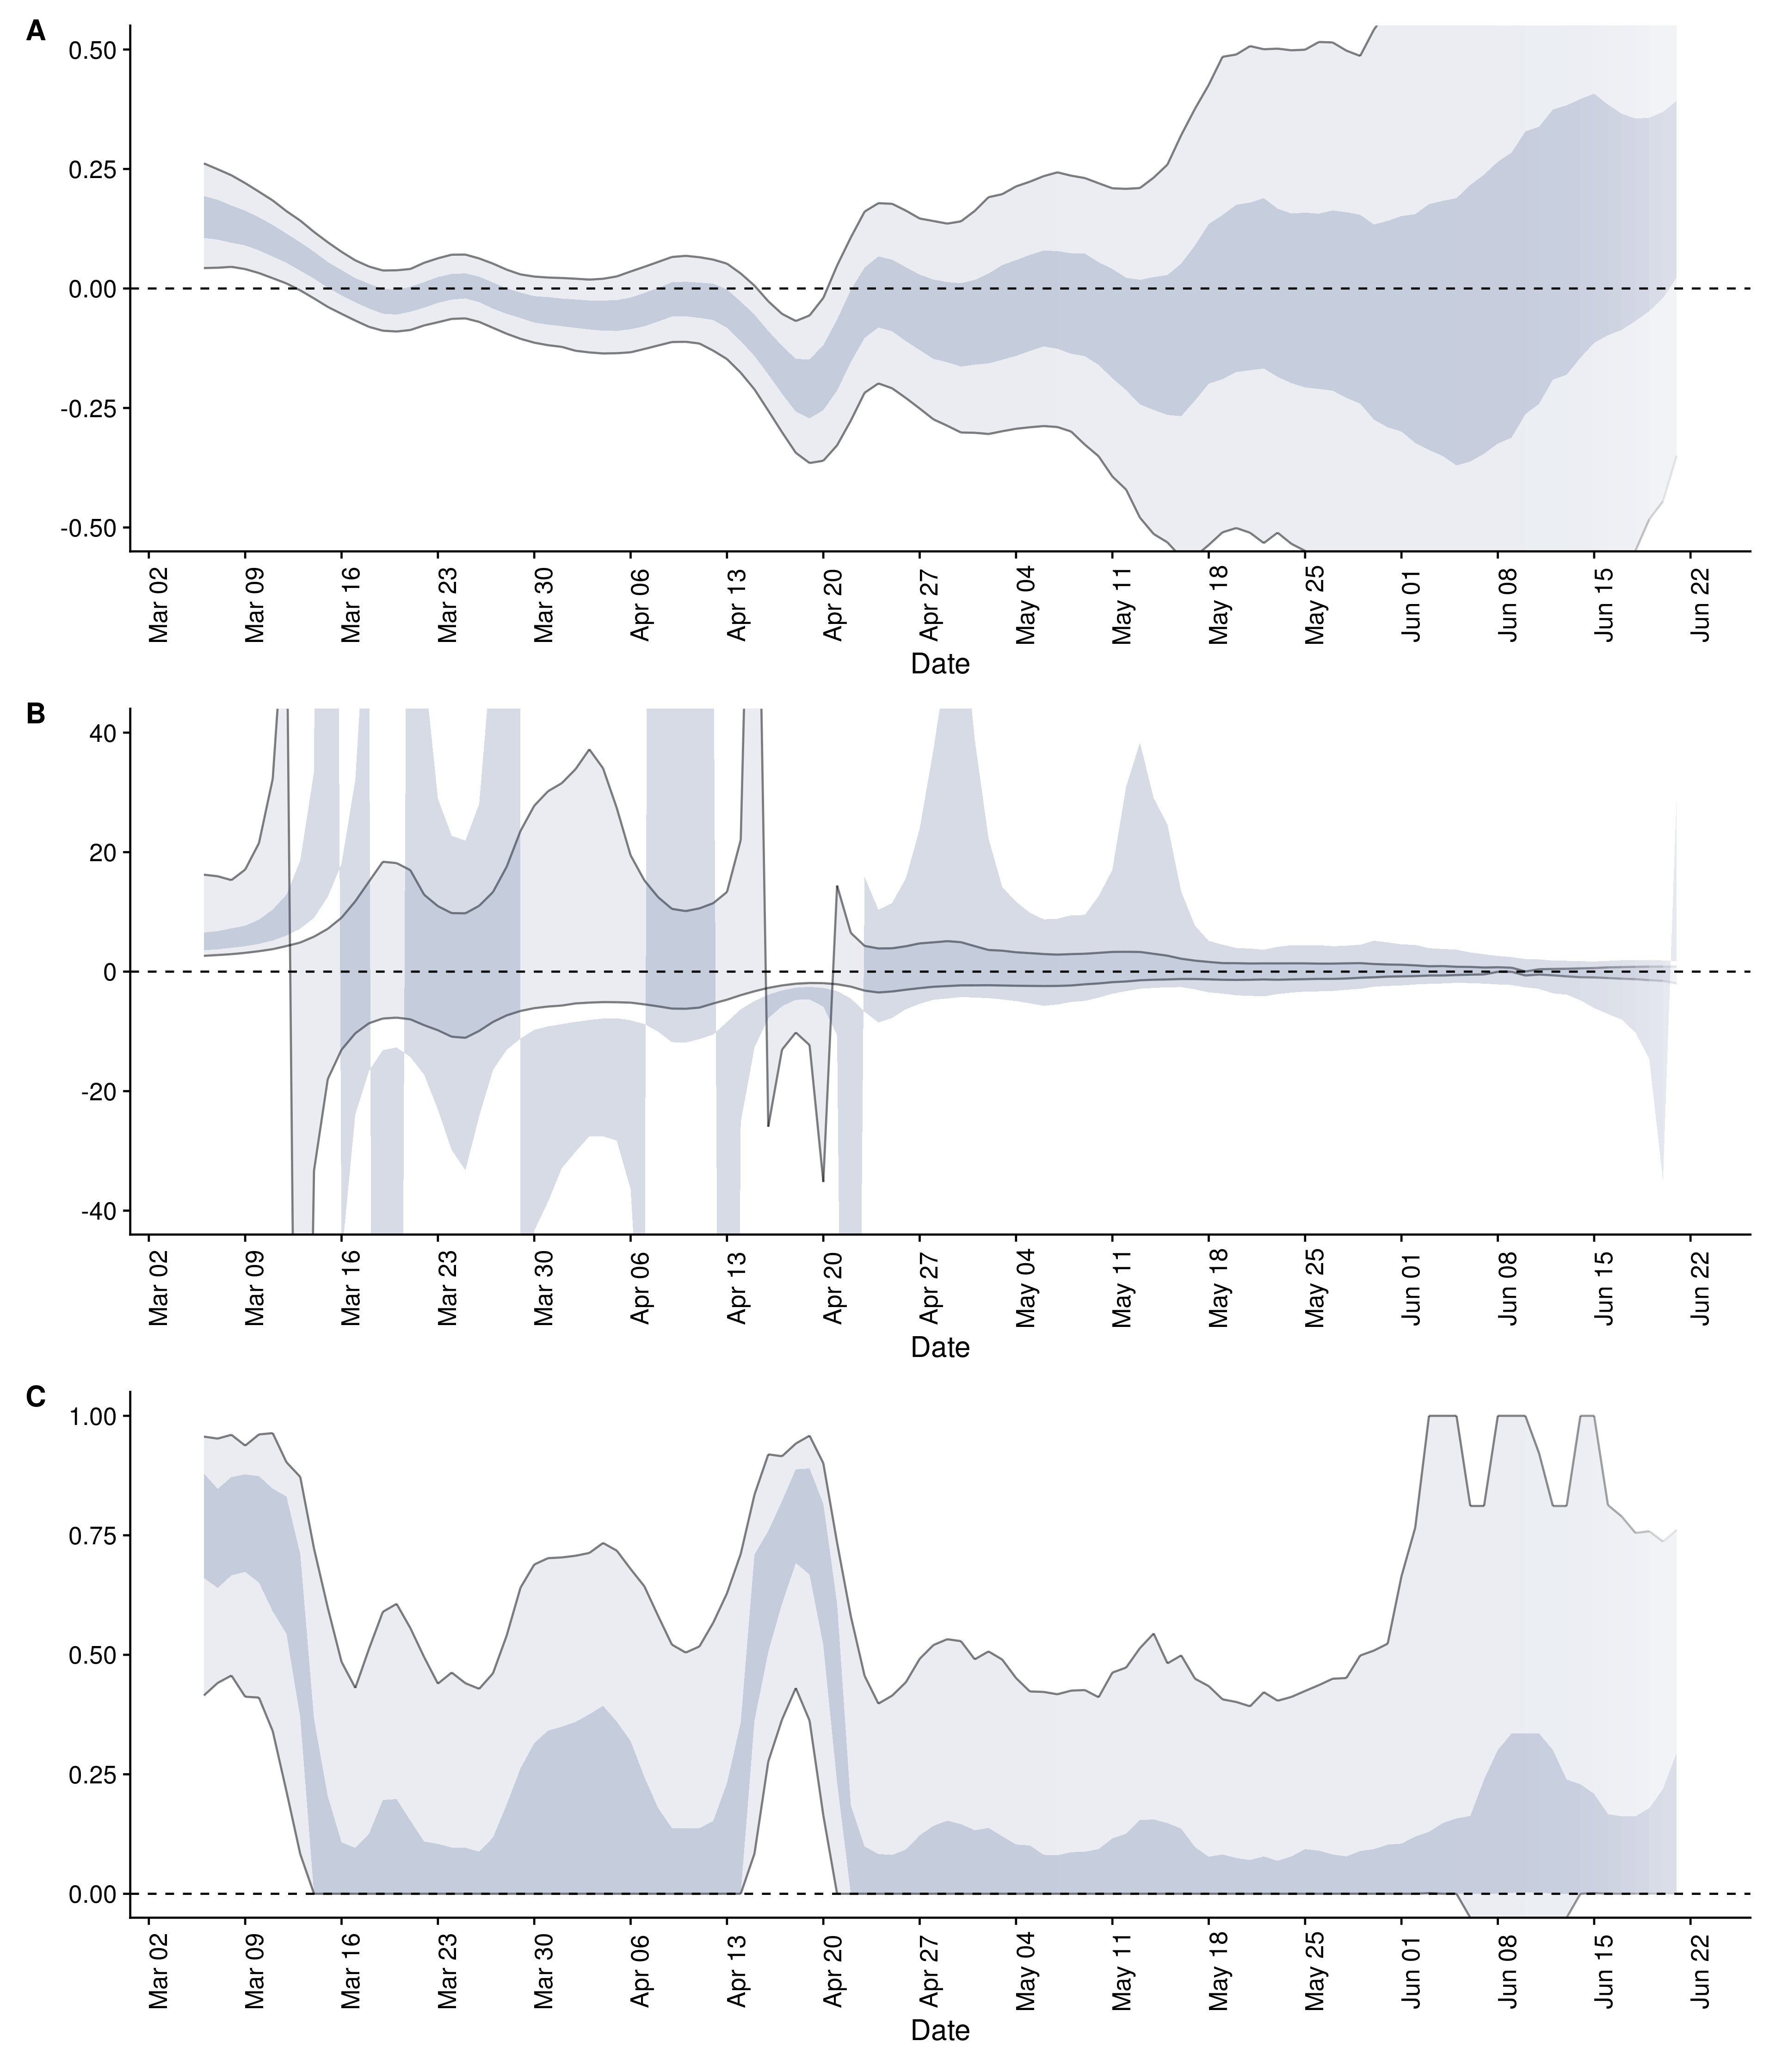 A
0.50
0.25
0.00
-0.25
-0.50
Mar 02
Mar 09
Mar 16
Mar 23
Mar 30
Apr 06
Apr 13
Apr 20
Apr 27
May 04
May 11
May 18
May 25
Jun 01
Jun 08
Jun 15
Jun 22
Date
B
40
20
0
-20
-40
Mar 02
Mar 09
Mar 16
Mar 23
Mar 30
Apr 06
Apr 13
Apr 20
Apr 27
May 04
May 11
May 18
May 25
Jun 01
Jun 08
Jun 15
Jun 22
Date
C
1.00
0.75
0.50
0.25
0.00
Mar 02
Mar 09
Mar 16
Mar 23
Mar 30
Apr 06
Apr 13
Apr 20
Apr 27
May 04
May 11
May 18
May 25
Jun 01
Jun 08
Jun 15
Jun 22
Date